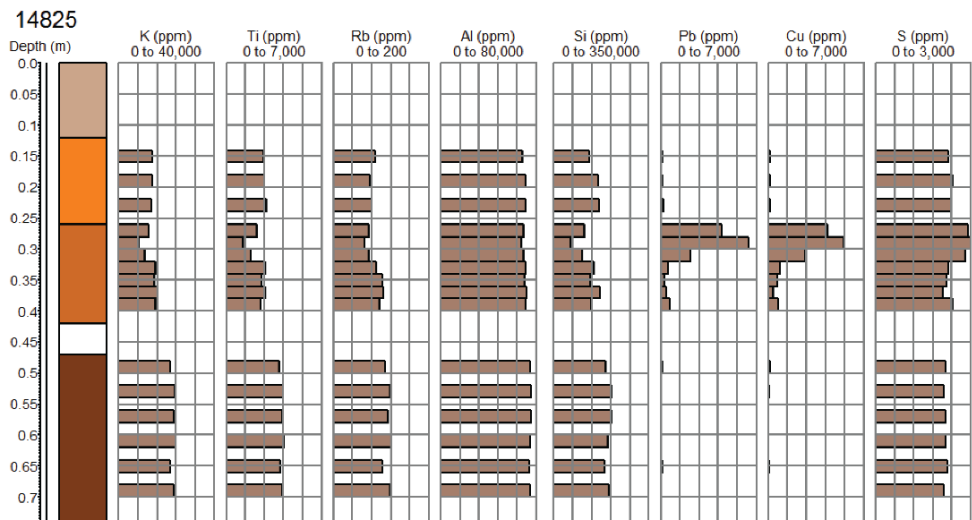 14825
Depth (m)
K (ppm)
0 to 40,000
Ti (ppm)
0 to 7,000
Rb (ppm)
0 to 200
Al (ppm)
0 to 80,000
Si (ppm)
0 to 350,000
Pb (ppm)
0 to 7,000
Cu (ppm)
0 to 7,000
S (ppm)
0 to 3,000
0.0
0.05
0.1
0.15
0.2
0.25
0.3
0.35
0.4
0.45
0.5
0.55
0.6
0.65
0.7